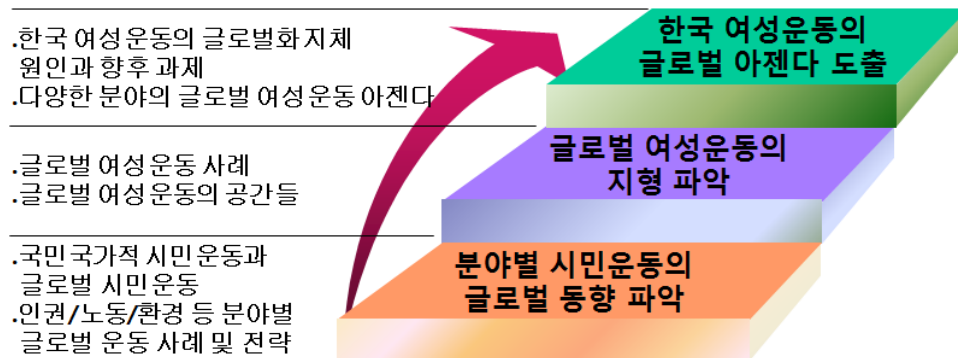 .한국 여성운동의 글로벌화 지체
원인과 향후 과제
.다양한 분야의 글로벌 여성운동 아젠다
한국 여성운동의
글로벌 아젠다 도출
.글로벌 여성운동 사례
.글로벌 여성운동의 공간들
글로벌 여성운동의
지형 파악
.국민국가적 시민운동과
글로벌 시민운동
.인권/노동/환경 등 분야별
글로벌 운동 사례 및 전략
분야별 시민운동의
글로벌 동향 파악